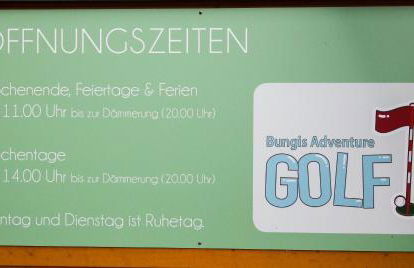 ÖFFNUNGSZEITEN
ochenende, Feiertage & Ferien
11.00 Uhr bis zur Dämmerung (20.00 Uhr)
chentage
14.00 Uhr bis zur Dämmerung (20.00 Uhr)
ntag und Dienstag ist Ruhetag.
Bungis Adventure
GOLF